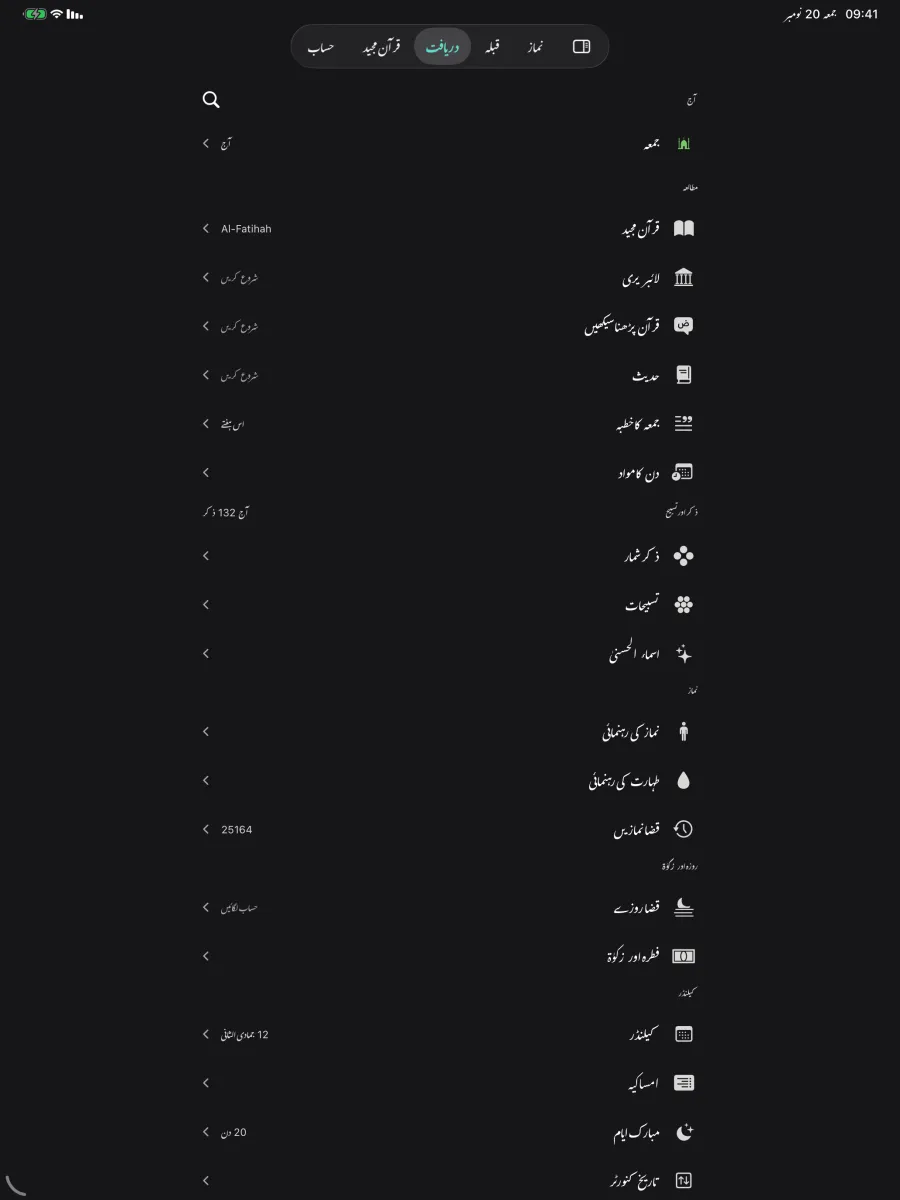 09:41 جمعہ 20 نومبر
نماز قبلہ دریافت قرآن مجید حساب
آج
جمعہ آج
مطالعہ
قرآن مجید Al-Fatihah
لائبریری شروع کریں
ض
قرآن پڑھنا سیکھیں شروع کریں
حدیث شروع کریں
جمعہ کا خطبہ اس ہفتے
دن کا مواد
ذکر اور تسبیح آج 132 ذکر
ذکر شمار
تسبیحات
اسماء الحسنیٰ
نماز
نماز کی رہنمائی
طہارت کی رہنمائی
قضا نمازیں 25164
روزہ اور زکوٰۃ
قضا روزے حساب لگائیں
فطرہ اور زکوٰۃ
کیلنڈر
کیلنڈر 12 جمادی الثانی
امساکیہ
مبارک ایام 20 دن
تاریخ کنورٹر